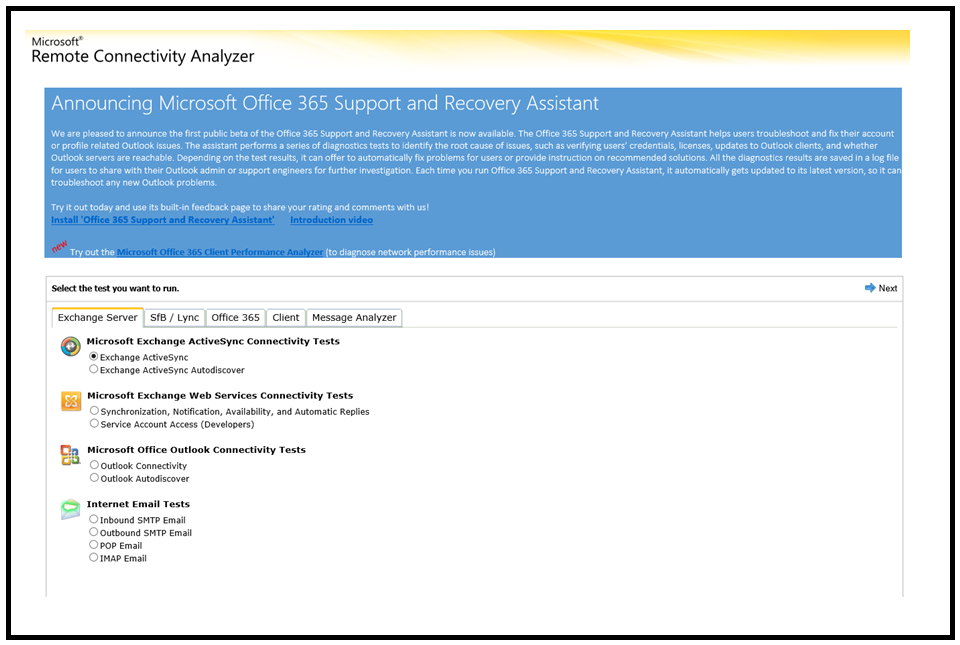 Microsoft®
Remote Connectivity Analyzer
Announcing Microsoft Office 365 Support and Recovery Assistant
We are pleased to announce the first public beta of the Office 365 Support and Recovery Assistant is now available. The Office 365 Support and Recovery Assistant helps users troubleshoot and fix their account
or profile related Outlook issues. The assistant performs a series of diagnostics tests to identify the root cause of issues, such as verifying users' credentials, licenses, updates to Outlook clients, and whether
Outlook servers are reachable. Depending on the test results, it can offer to automatically fix problems for users or provide instruction on recommended solutions. All the diagnostics results are saved in a log file
for users to share with their Outlook admin or support engineers for further investigation. Each time you run Office 365 Support and Recovery Assistant, it automatically gets updated to its latest version, so it can
troubleshoot any new Outlook problems.
Try it out today and use its built-in feedback page to share your rating and comments with us!
Install 'Office 365 Support and Recovery Assistant' Introduction video
new Try out the Microsoft Office 365 Client Performance Analyzer (to diagnose network performance issues)
Select the test you want to run. Next
Exchange Server SfB / Lync Office 365 Client Message Analyzer
Microsoft Exchange ActiveSync Connectivity Tests
Exchange ActiveSync
Exchange ActiveSync Autodiscover
Microsoft Exchange Web Services Connectivity Tests
Synchronization, Notification, Availability, and Automatic Replies
Service Account Access (Developers)
Microsoft Office Outlook Connectivity Tests
Outlook Connectivity
Outlook Autodiscover
Internet Email Tests
Inbound SMTP Email
Outbound SMTP Email
POP Email
IMAP Email